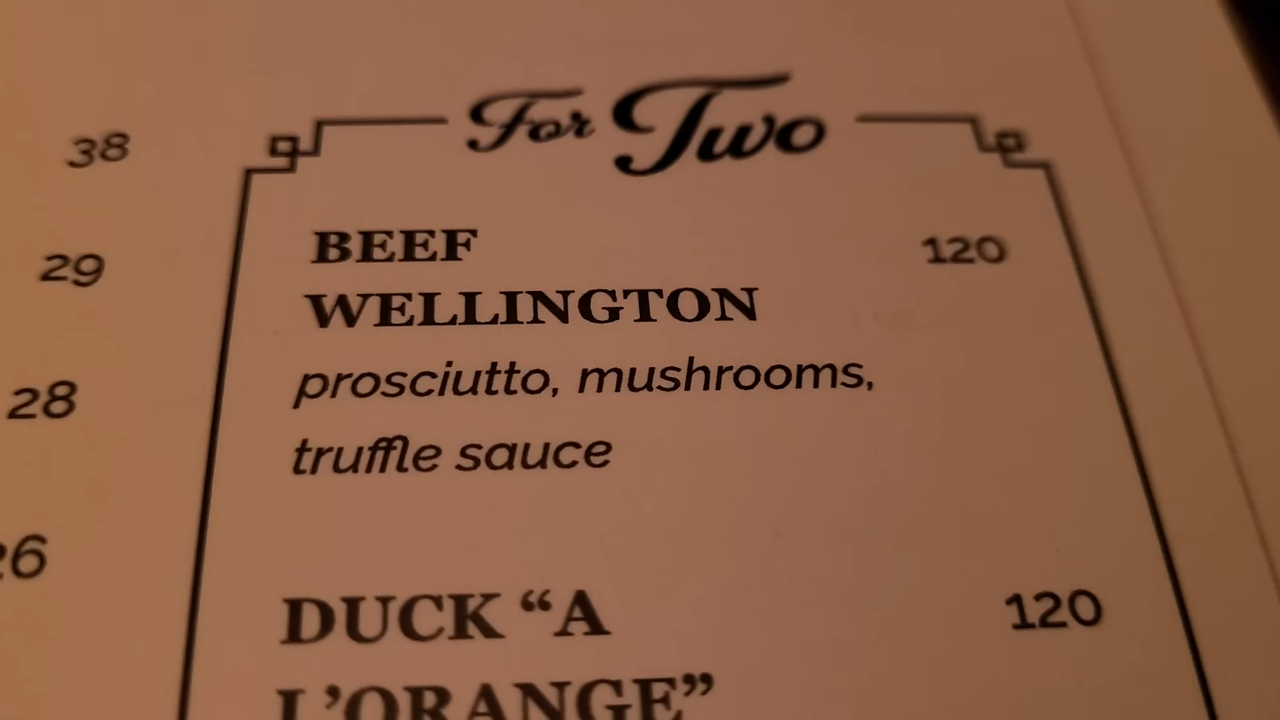 For Two
38
BEEF 120
29
WELLINGTON
prosciutto, mushrooms,
28
truffle sauce
26
DUCK “A 120
L’ORANGE”